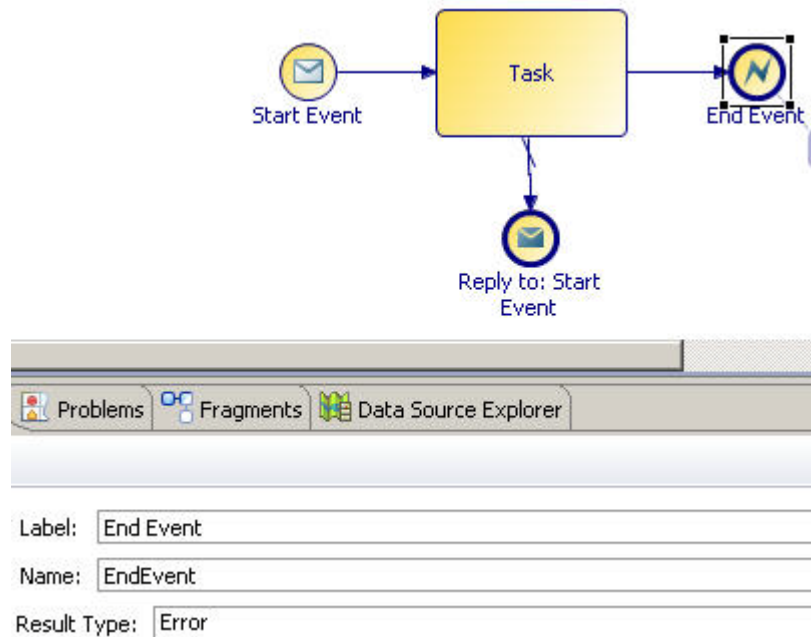 Task
Start Event
End Event
Reply to: Start
Event
Problems Fragments Data Source Explorer
Label: End Event
Name: EndEvent
Result Type: Error